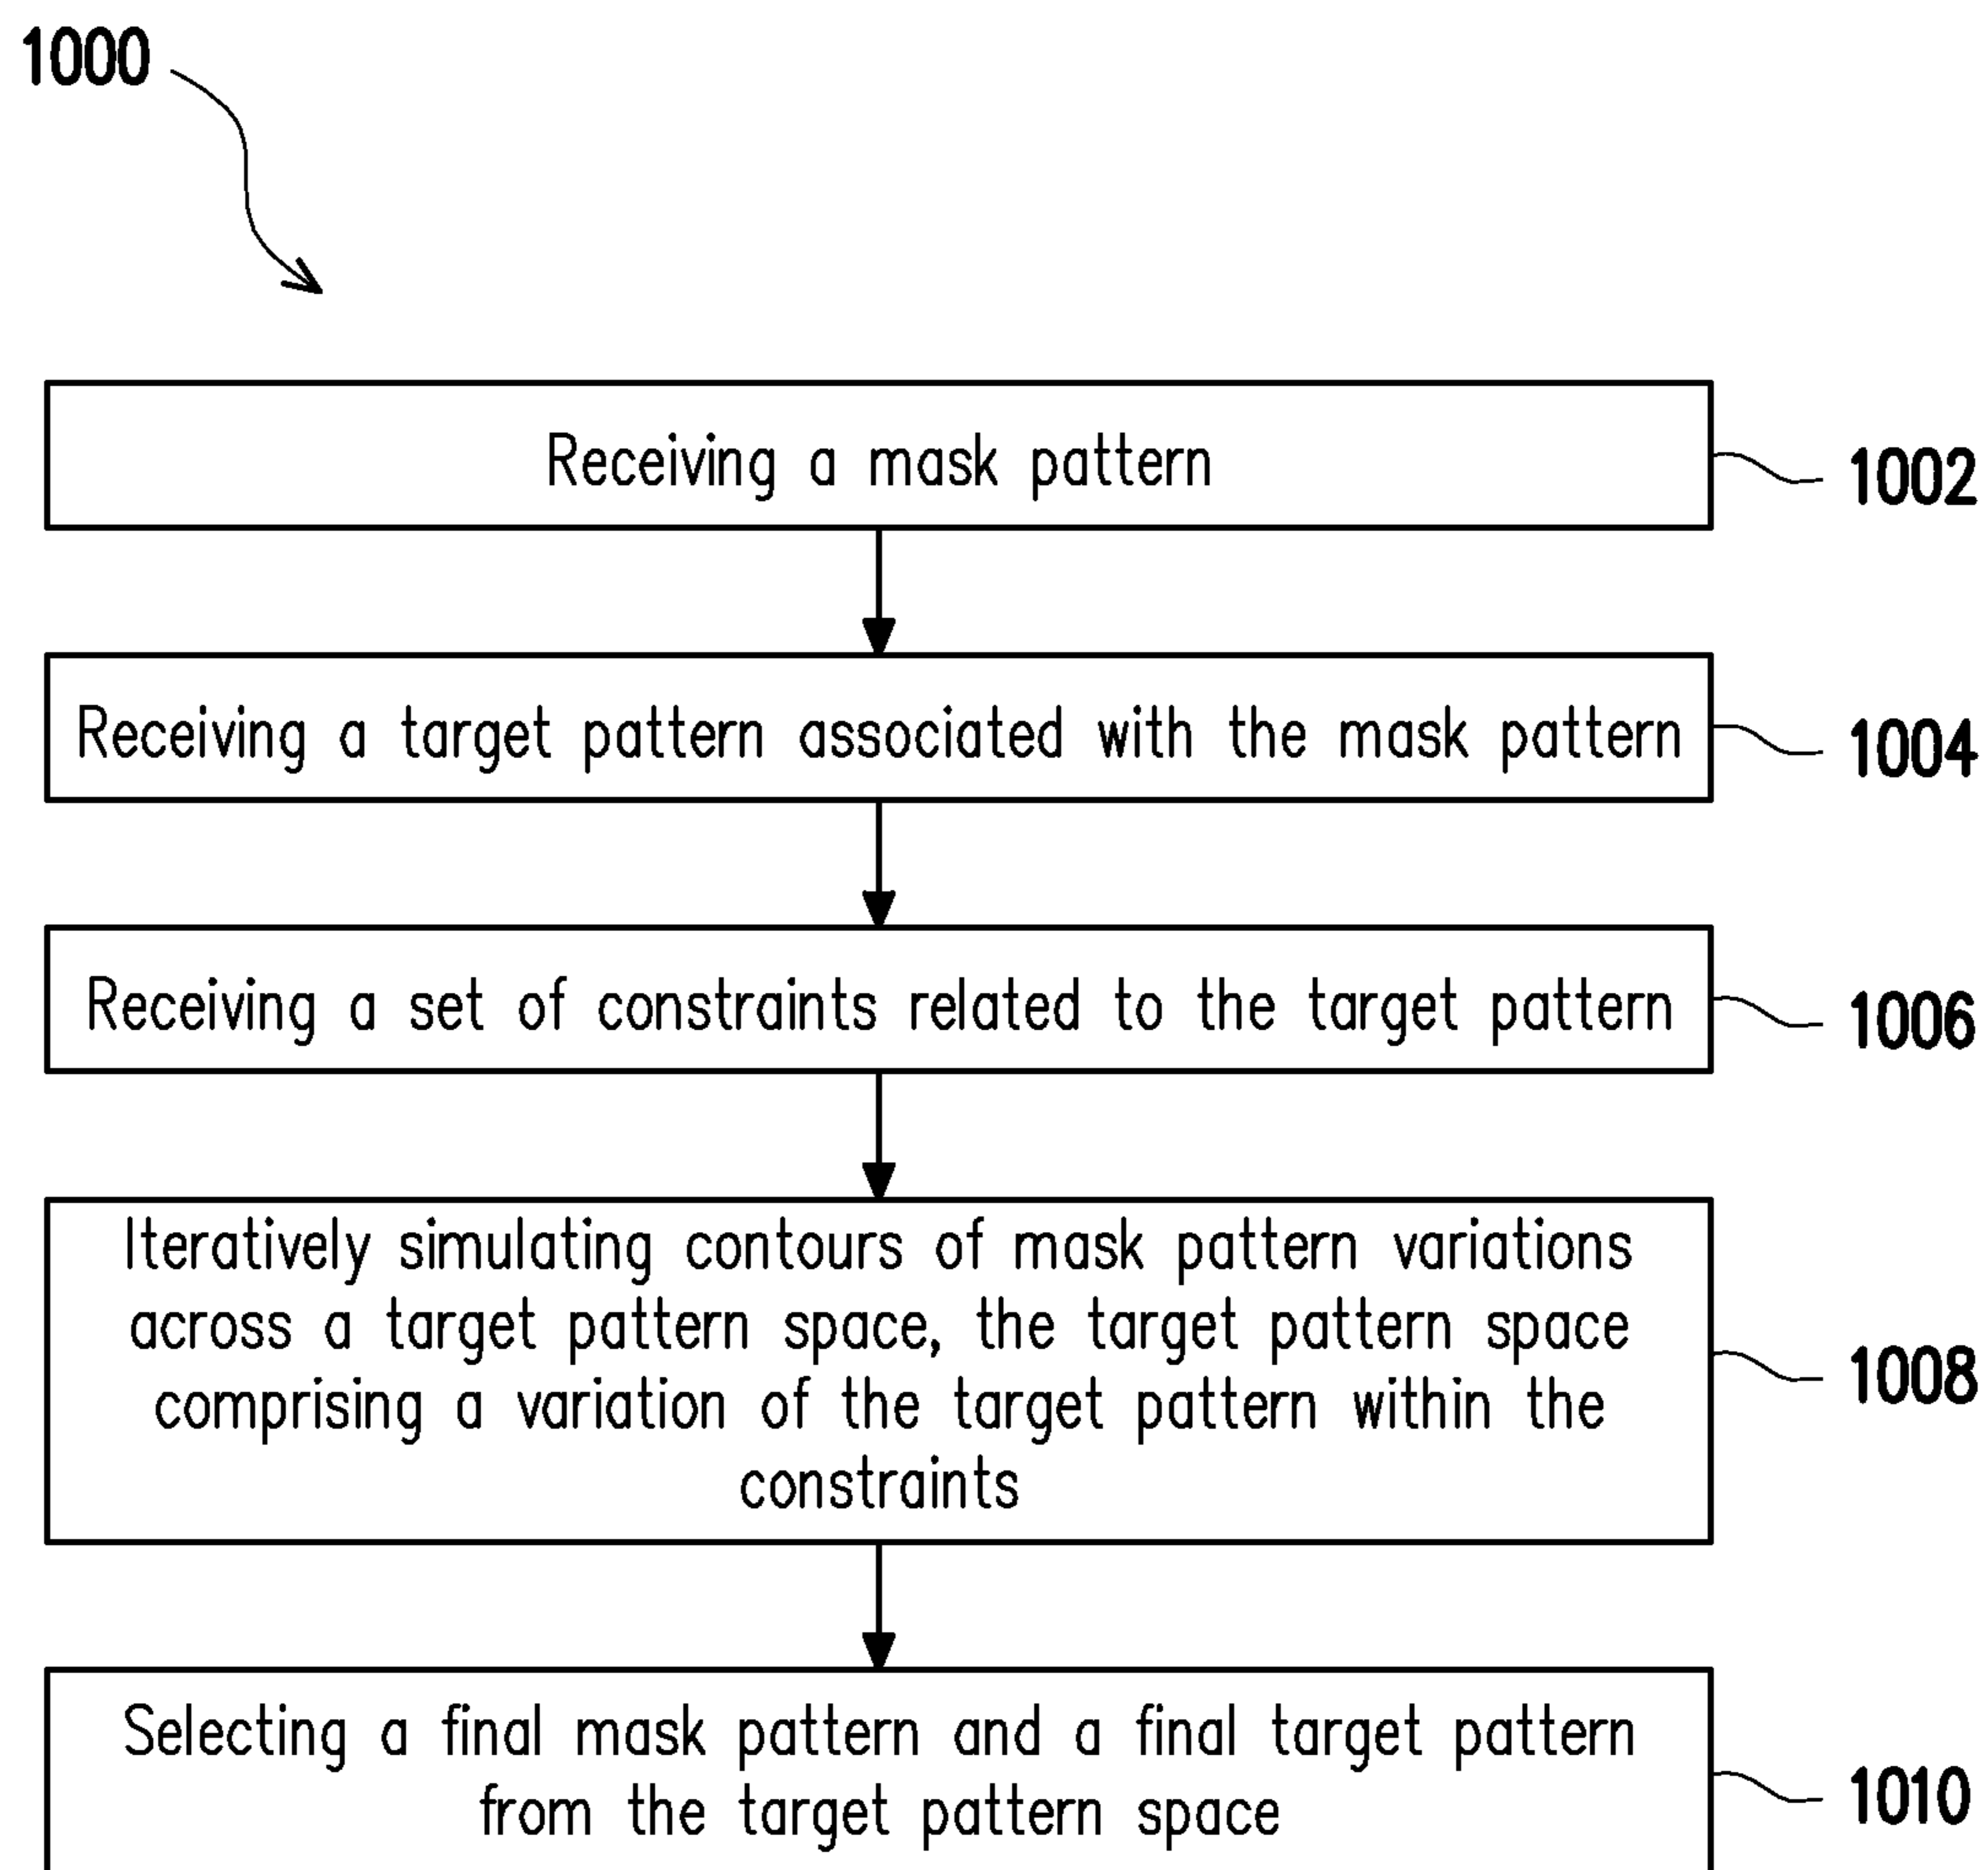 1000
Receiving a mask pattern
1002
Receiving a target pattern associated with the mask pattern
1004
Receiving a set of constraints related to the target pattern
1006
Iteratively simulating contours of mask pattern variations
across a target pattern space, the target pattern space
comprising a variation of the target pattern within the
constraints
1008
Selecting a final mask pattern and a final target pattern
from the target pattern space
1010